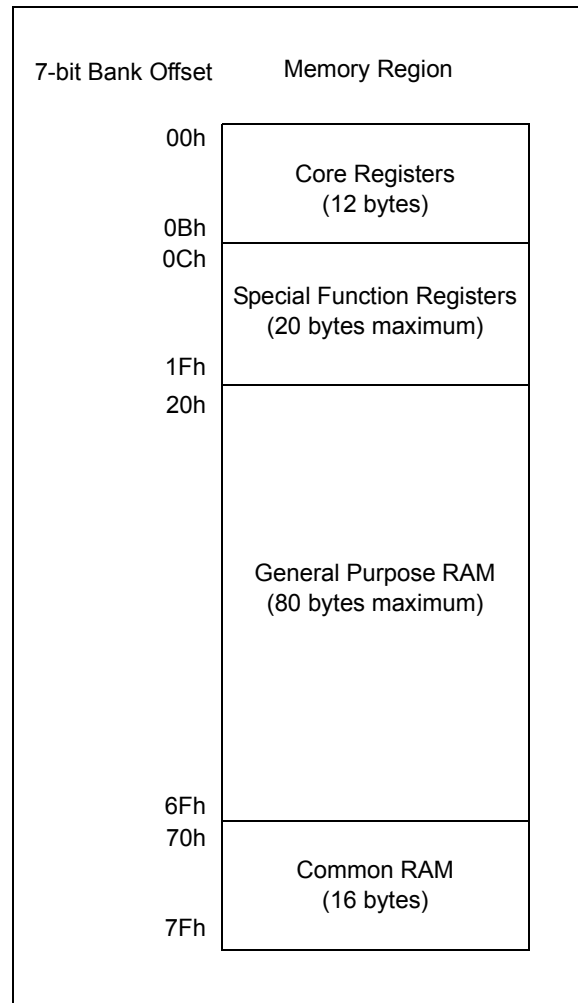 7-bit Bank Offset Memory Region
00h
Core Registers
(12 bytes)
0Bh
0Ch
Special Function Registers
(20 bytes maximum)
1Fh
20h
General Purpose RAM
(80 bytes maximum)
6Fh
70h
Common RAM
(16 bytes)
7Fh